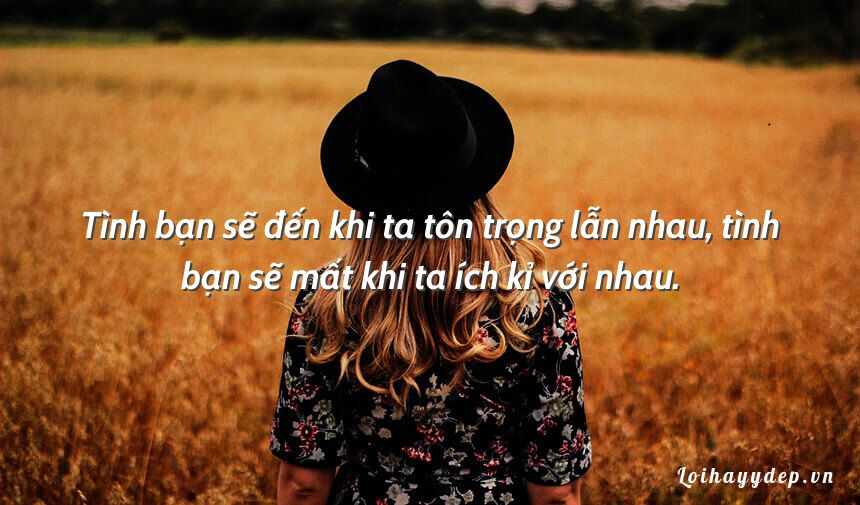 Tình bạn sẽ đến khi ta tôn trọng lẫn nhau, tình
bạn sẽ mất khi ta ích kỉ với nhau.
Loihayydep.vn